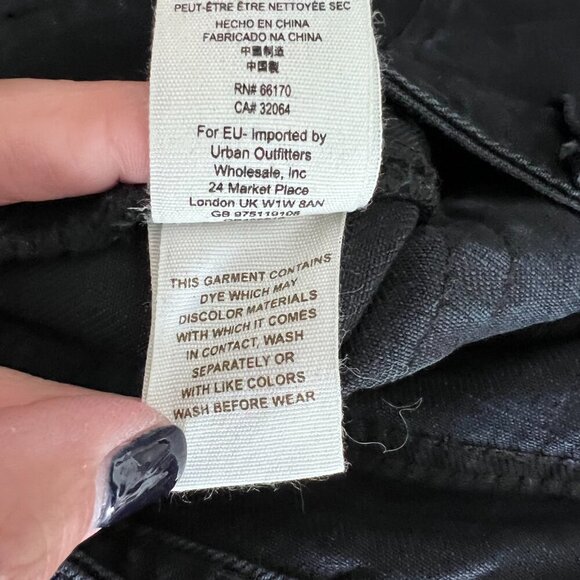 PEUT-ÊTRE ÊTRE NETTOYÉE SEC
HECHO EN CHINA
FABRICADO NA CHINA
中國制造
中国製
RN# 66170
CA# 32064
For EU- Imported by
Urban Outfitters
Wholesale, Inc
24 Market Place
London UK W1W 8AN
GB 975119108
THIS GARMENT CONTAINS
DYE WHICH MAY
DISCOLOR MATERIALS
WITH WHICH IT COMES
IN CONTACT, WASH
SEPARATELY OR
WITH LIKE COLORS
WASH BEFORE WEAR